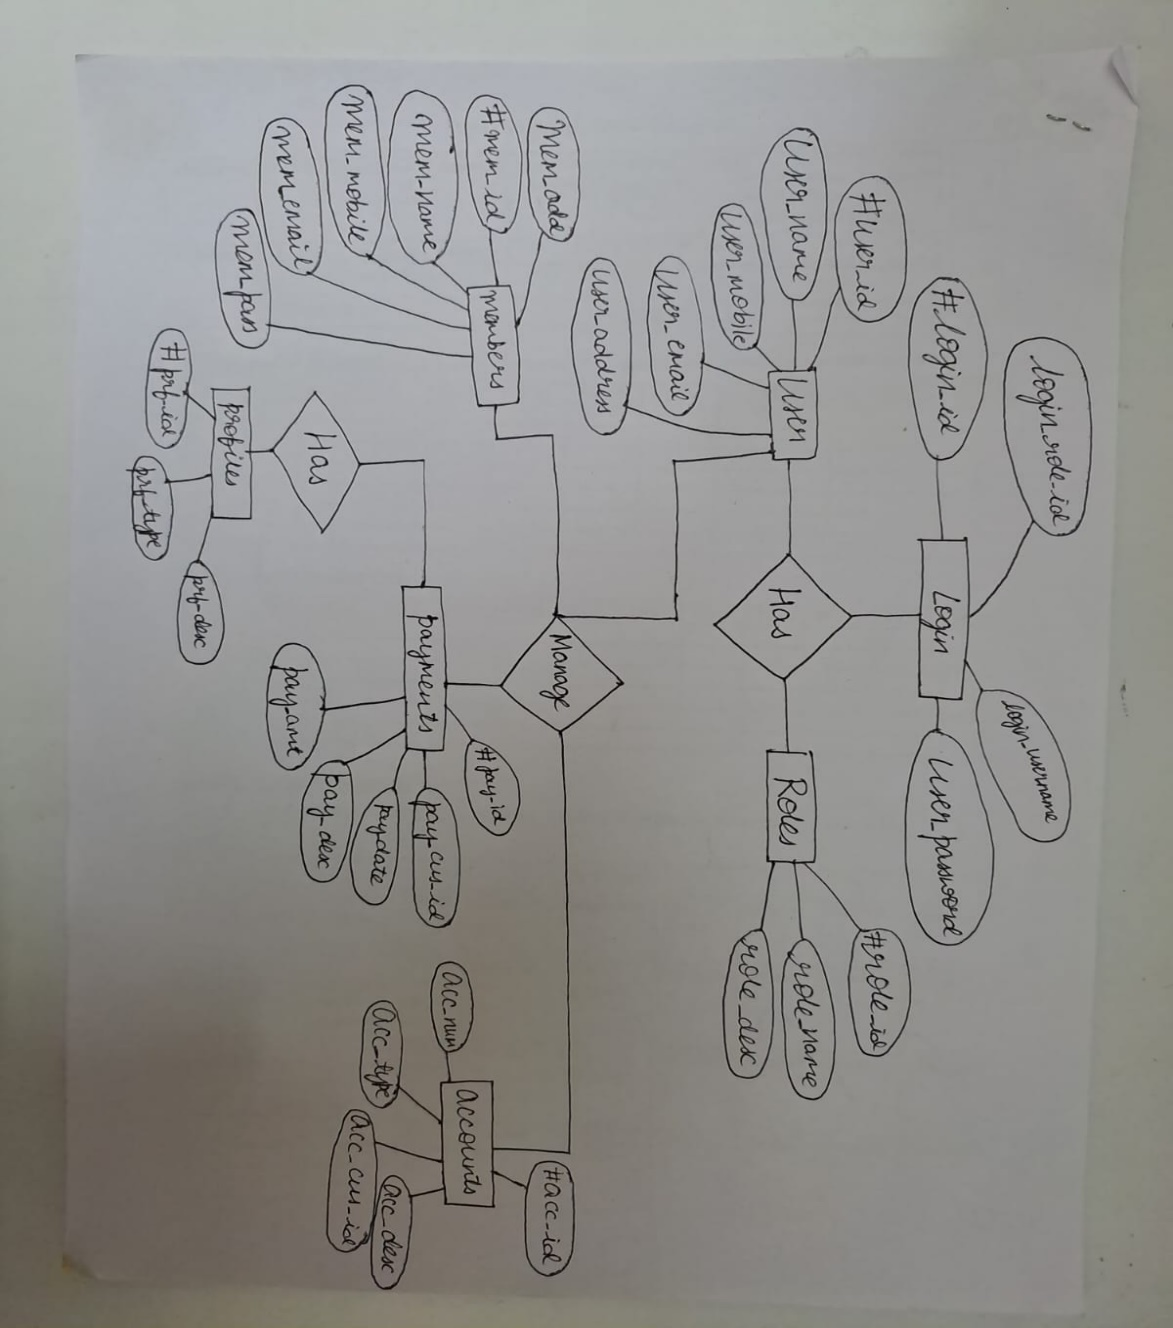 login_role_id
#login_id
Login
login_username
User_password
#User_id
User_name
User_mobile
User_email
User_address
User
Has
Roles
#role_id
role_name
role_desc
Mem_add
#mem_id
mem_name
mem_mobile
mem_email
mem_pass
members
Manage
payments
#pay_id
pay_cus_id
pay_date
pay_desc
pay_amt
Has
profiles
#prf_id
prf_type
prf_desc
Accounts
#acc_id
acc_num
acc_type
acc_cus_id
acc_desc